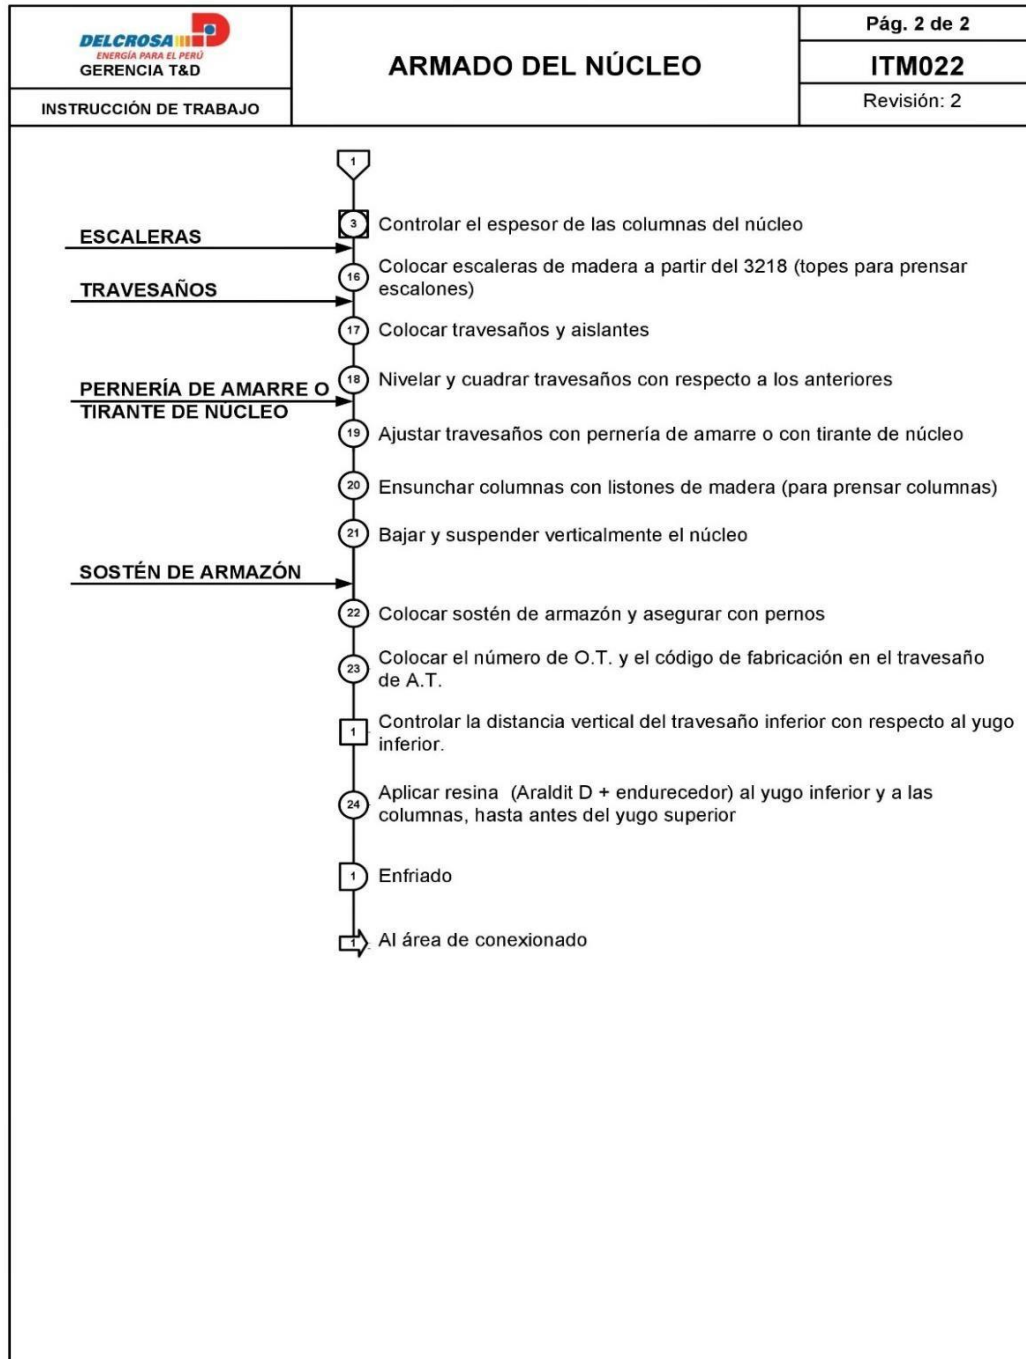 DELCROSA
ENERGÍA PARA EL PERÚ
GERENCIA T&D
INSTRUCCIÓN DE TRABAJO
ARMADO DEL NÚCLEO
Pág. 2 de 2
ITM022
Revisión: 2
1
3 Controlar el espesor de las columnas del núcleo
ESCALERAS
16 Colocar escaleras de madera a partir del 3218 (topes para prensar
escalones)
TRAVESAÑOS
17 Colocar travesaños y aislantes
18 Nivelar y cuadrar travesaños con respecto a los anteriores
PERNERÍA DE AMARRE O
TIRANTE DE NÚCLEO
19 Ajustar travesaños con pernería de amarre o con tirante de núcleo
20 Ensunchar columnas con listones de madera (para prensar columnas)
21 Bajar y suspender verticalmente el núcleo
SOSTÉN DE ARMAZÓN
22 Colocar sostén de armazón y asegurar con pernos
23 Colocar el número de O.T. y el código de fabricación en el travesaño
de A.T.
1 Controlar la distancia vertical del travesaño inferior con respecto al yugo
inferior.
24 Aplicar resina (Araldit D + endurecedor) al yugo inferior y a las
columnas, hasta antes del yugo superior
1 Enfriado
1 Al área de conexionado